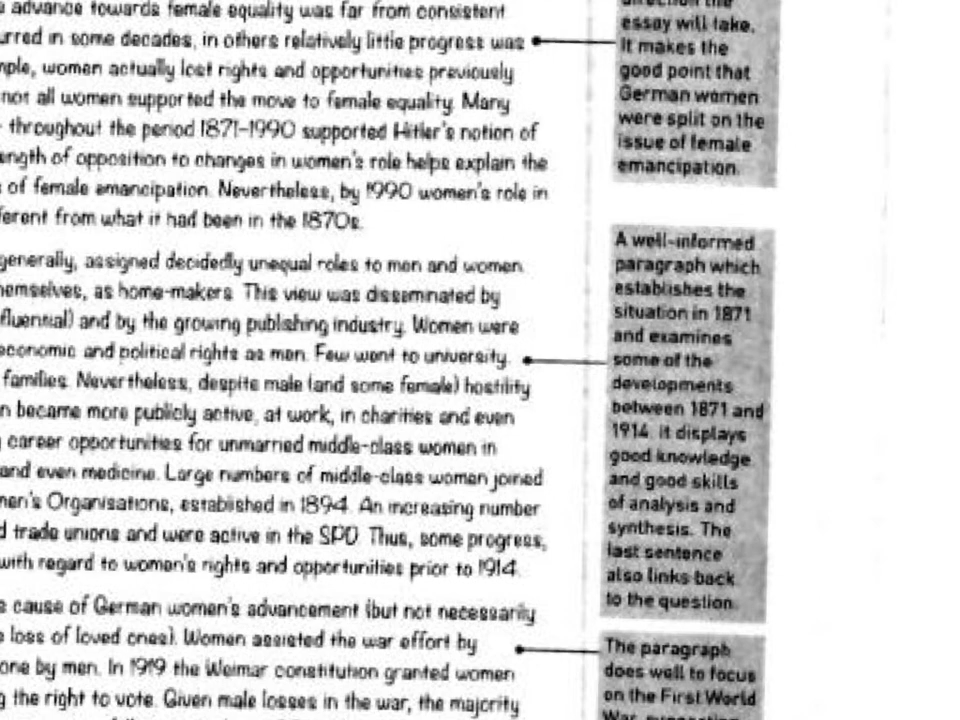 advance towards female equality was far from consistent
urred in some decades, in others relatively little progress was
mple, women actually lost rights and opportunities previously
not all women supported the move to female equality. Many
throughout the period 1871–1990 supported Hitler's notion of
ength of opposition to changes in women's role helps explain the
of female emancipation. Nevertheless, by 1990 women's role in
ferent from what it had been in the 1870s.
generally, assigned decidedly unequal roles to men and women
hemselves, as home-makers. This view was disseminated by
fluential) and by the growing publishing industry. Women were
economic and political rights as men. Few went to university.
families. Nevertheless, despite male (and some female) hostility
n became more publicly active, at work, in charities and even
career opportunities for unmarried middle-class women in
and even medicine. Large numbers of middle-class women joined
men's Organisations, established in 1894. An increasing number
d trade unions and were active in the SPD. Thus, some progress,
with regard to women's rights and opportunities prior to 1914.
e cause of German women's advancement (but not necessarily
e loss of loved ones). Women assisted the war effort by
one by men. In 1919 the Weimar constitution granted women
g the right to vote. Given male losses in the war, the majority
direction the
essay will take.
It makes the
good point that
German women
were split on the
issue of female
emancipation.
A well-informed
paragraph which
establishes the
situation in 1871
and examines
some of the
developments
between 1871 and
1914. It displays
good knowledge
and good skills
of analysis and
synthesis. The
last sentence
also links back
to the question.
The paragraph
does well to focus
on the First World
War,